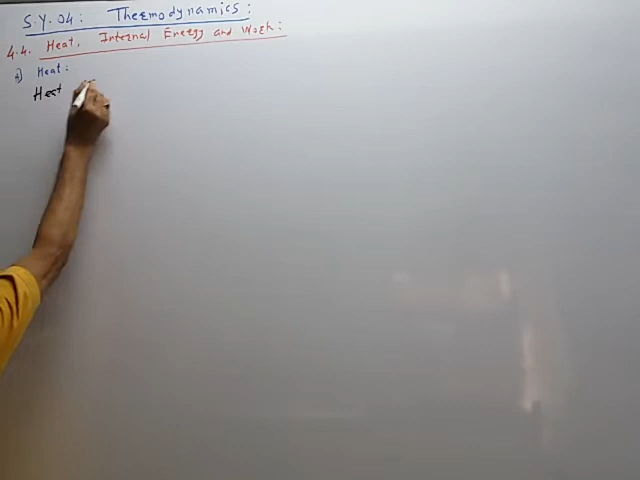 S.Y. 04: Thermodynamics:
4.4. Heat, Internal Energy and Work:
a) Heat:
Heat